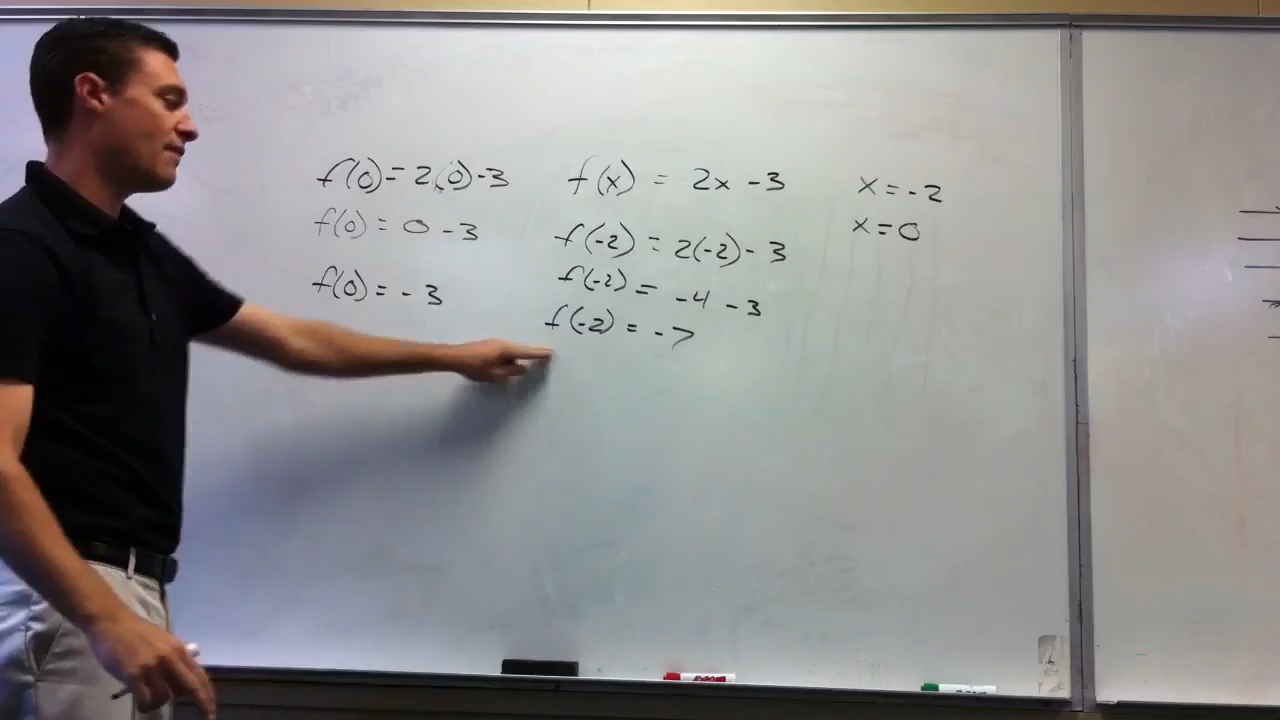 f(0) = 2(0) - 3
f(0) = 0 - 3
f(0) = - 3
f(x) = 2x - 3
f(-2) = 2(-2) - 3
f(-2) = -4 - 3
f(-2) = -7
x = -2
x = 0